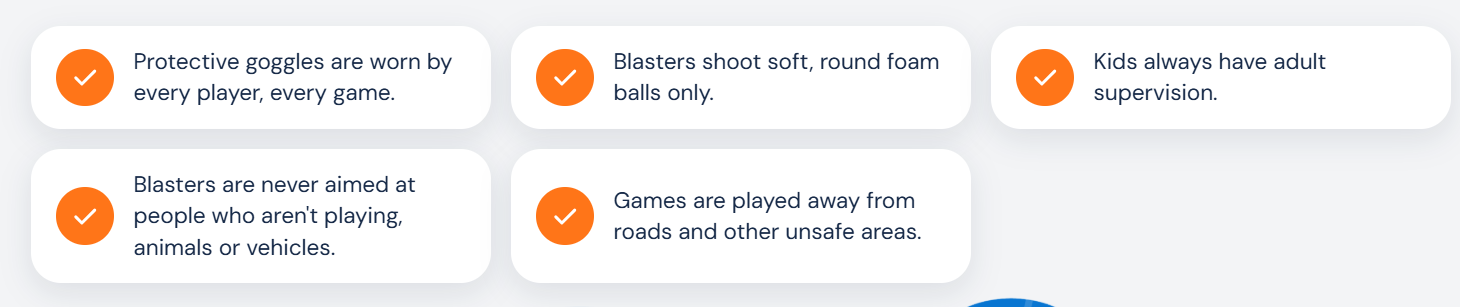 Protective goggles are worn by
every player, every game.
Blasters shoot soft, round foam
balls only.
Kids always have adult
supervision.
Blasters are never aimed at
people who aren't playing,
animals or vehicles.
Games are played away from
roads and other unsafe areas.